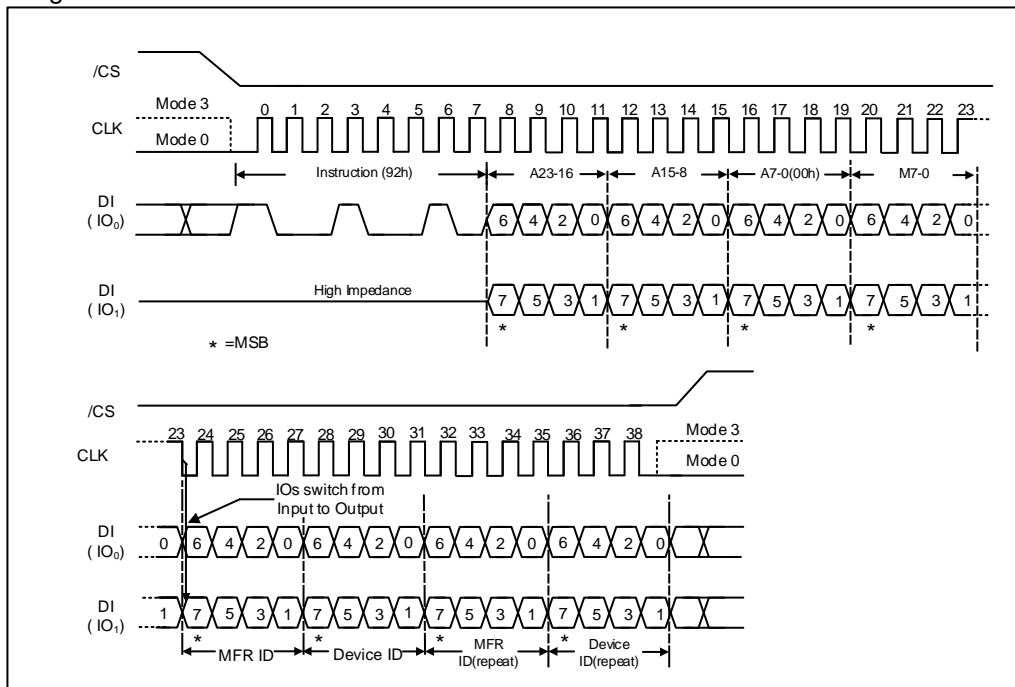 /CS
Mode 3
CLK
Mode 0
0 1 2 3 4 5 6 7 8 9 10 11 12 13 14 15 16 17 18 19 20 21 22 23
Instruction (92h) A23-16 A15-8 A7-0(00h) M7-0
DI
( IO₀)
6 4 2 0 6 4 2 0 6 4 2 0 6 4 2 0
High Impedance
DI
( IO₁)
7 5 3 1 7 5 3 1 7 5 3 1 7 5 3 1
* * * *
* =MSB
/CS
CLK
23 24 25 26 27 28 29 30 31 32 33 34 35 36 37 38
Mode 3
Mode 0
IOs switch from
Input to Output
DI
( IO₀)
0 6 4 2 0 6 4 2 0 6 4 2 0 6 4 2 0
DI
( IO₁)
1 7 5 3 1 7 5 3 1 7 5 3 1 7 5 3 1
* * * *
MFR ID
Device ID
MFR
ID(repeat)
Device
ID(repeat)